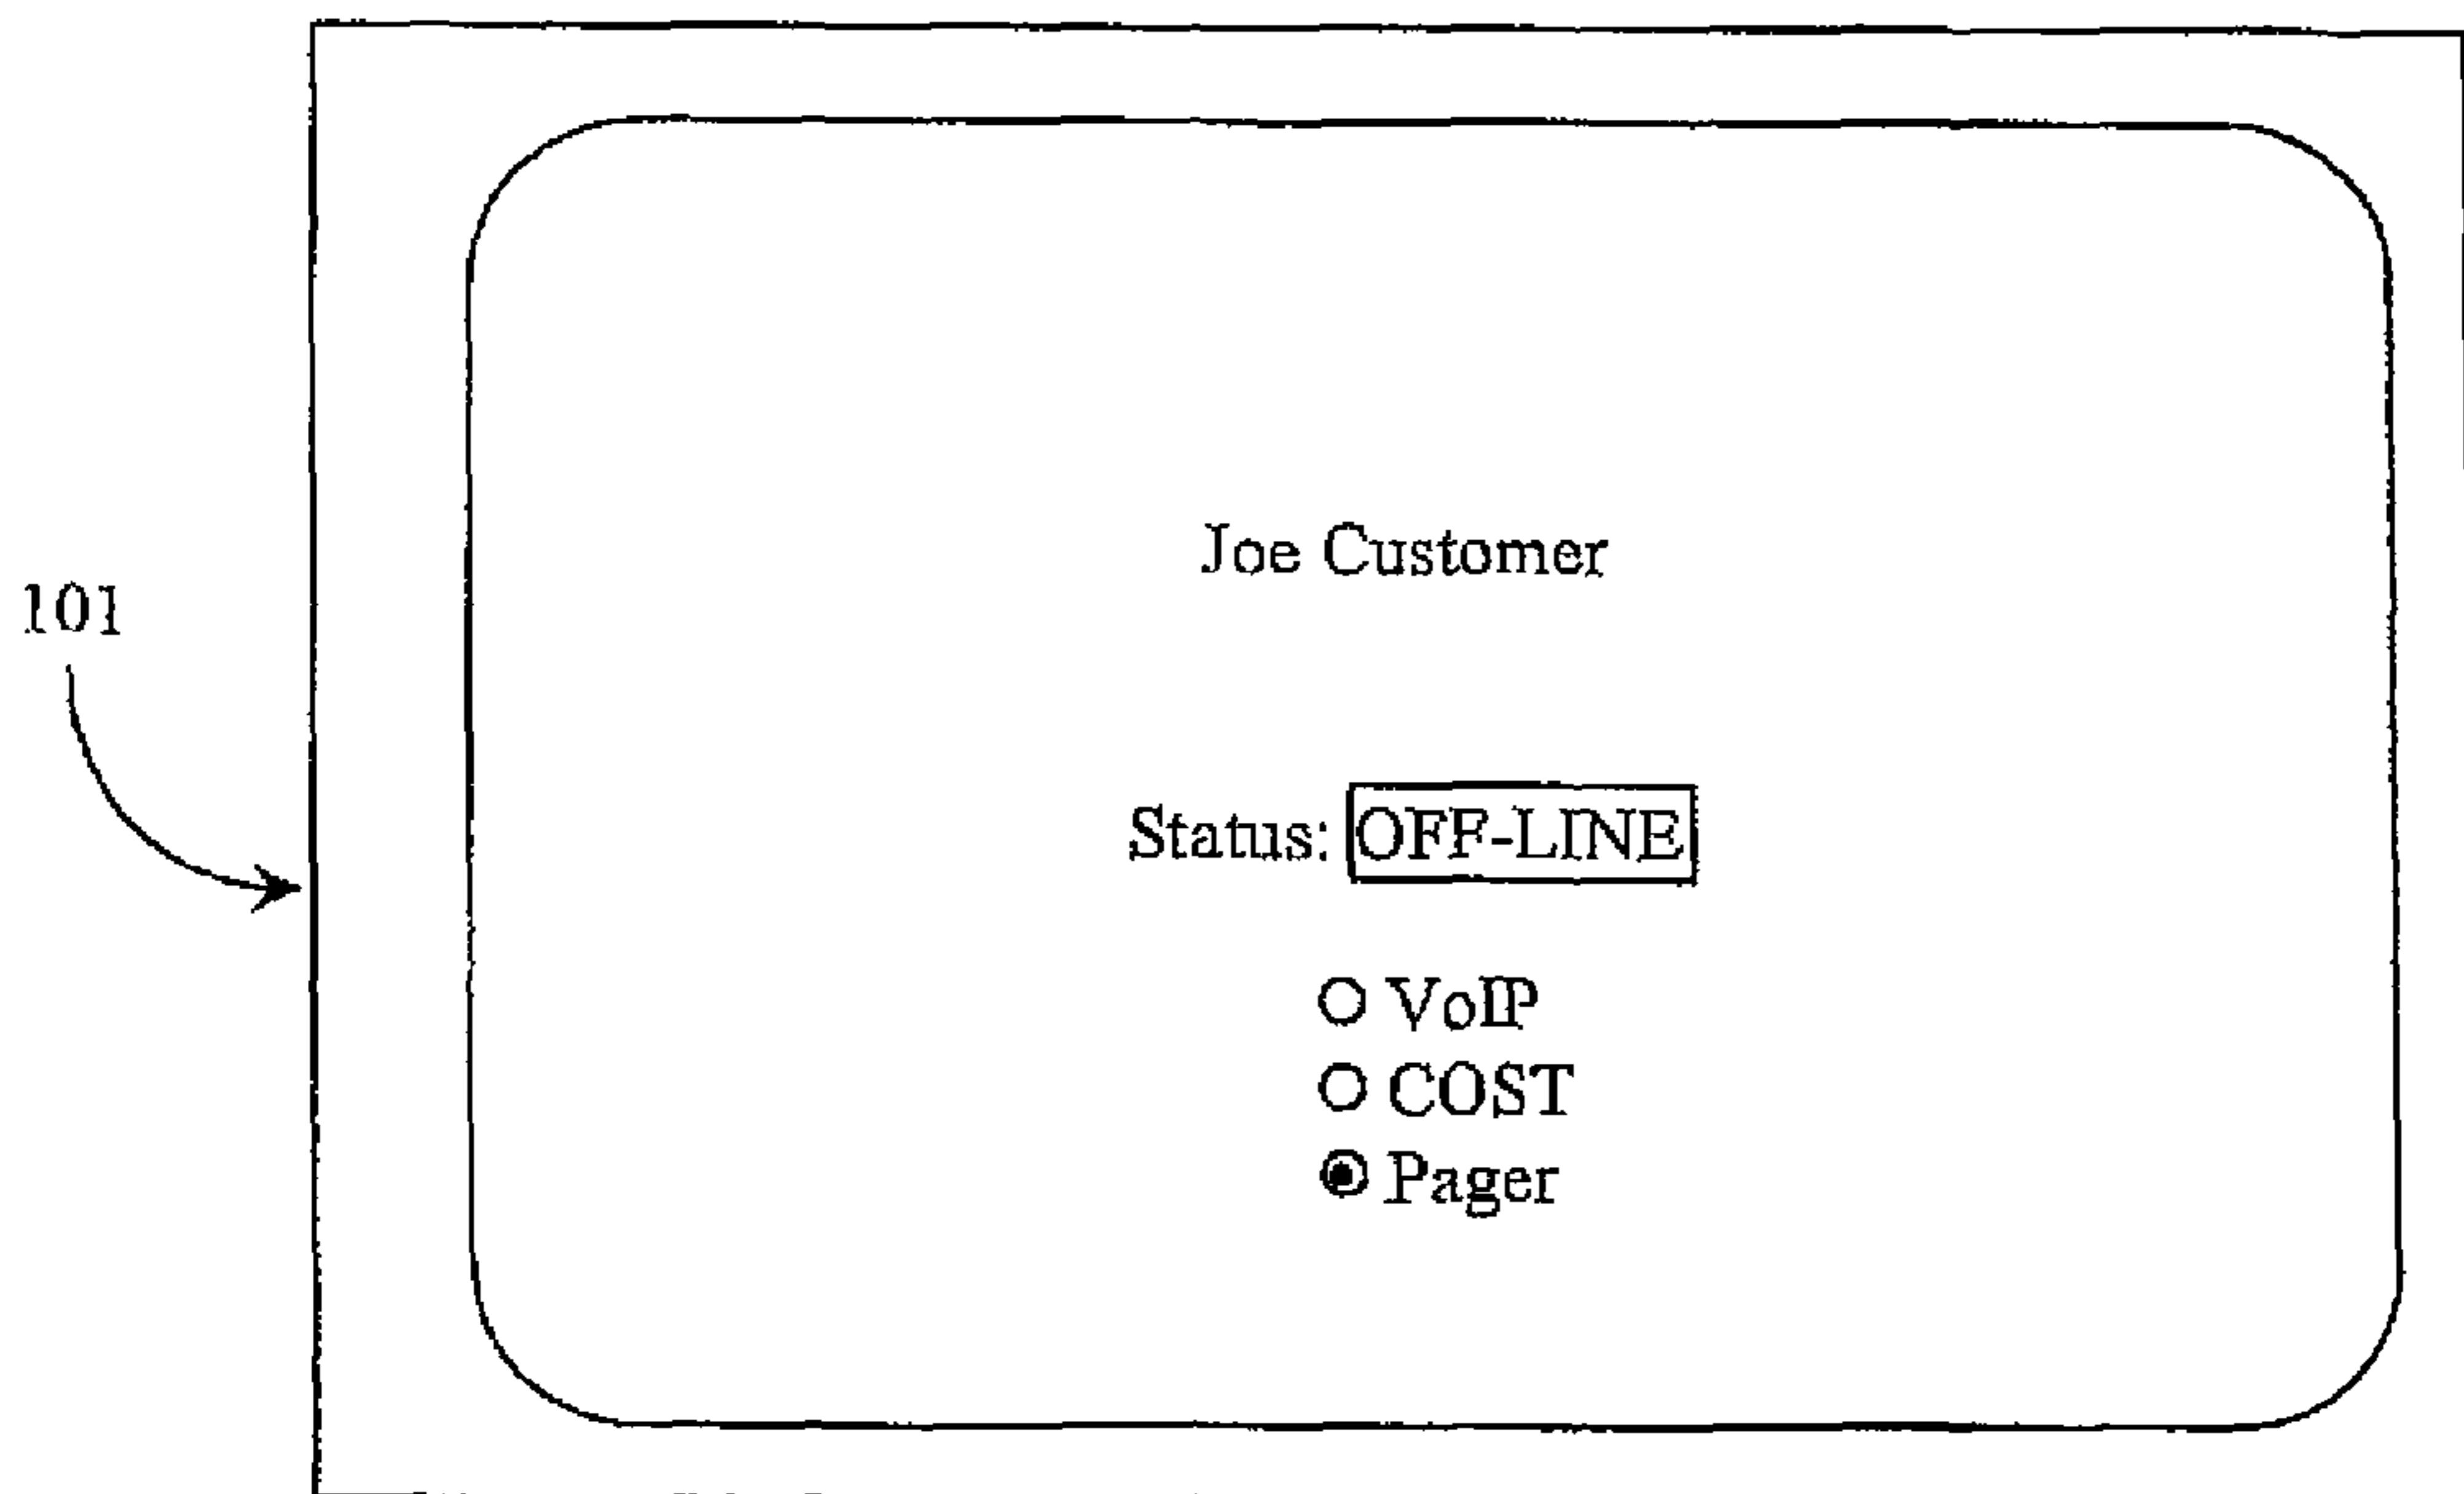 Joe Customer
101
Status: OFF-LINE
VoIP
COST
Pager